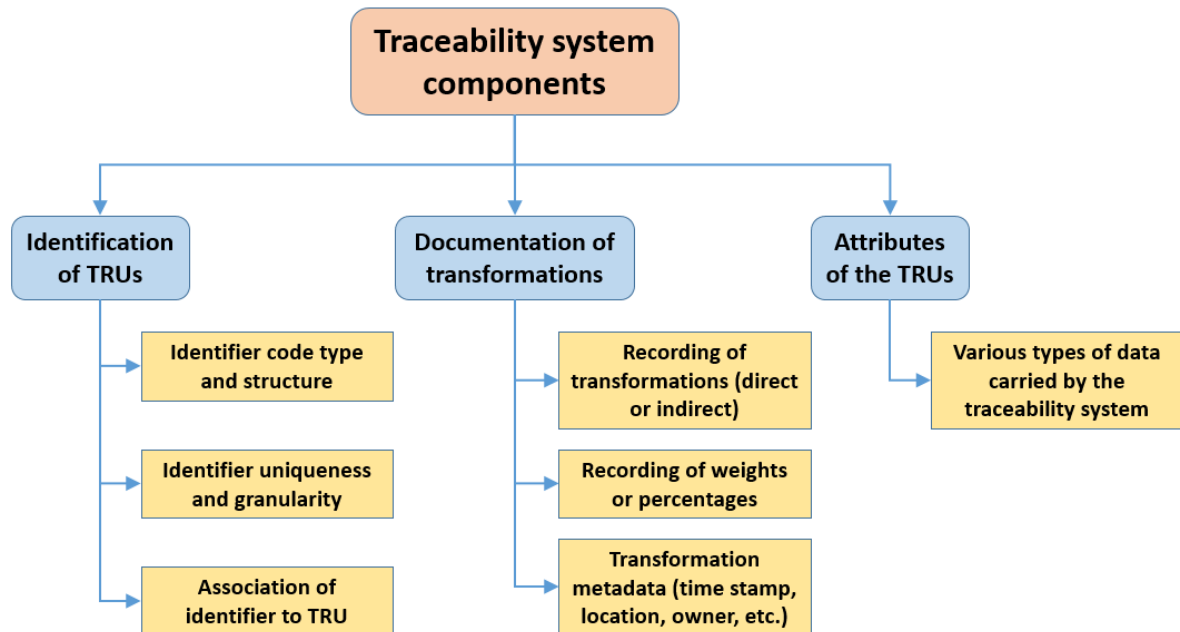 Traceability system
components
Identification
of TRUs
Documentation of
transformations
Attributes
of the TRUs
Identifier code type
and structure
Identifier uniqueness
and granularity
Association of
identifier to TRU
Recording of
transformations (direct
or indirect)
Recording of weights
or percentages
Transformation
metadata (time stamp,
location, owner, etc.)
Various types of data
carried by the
traceability system